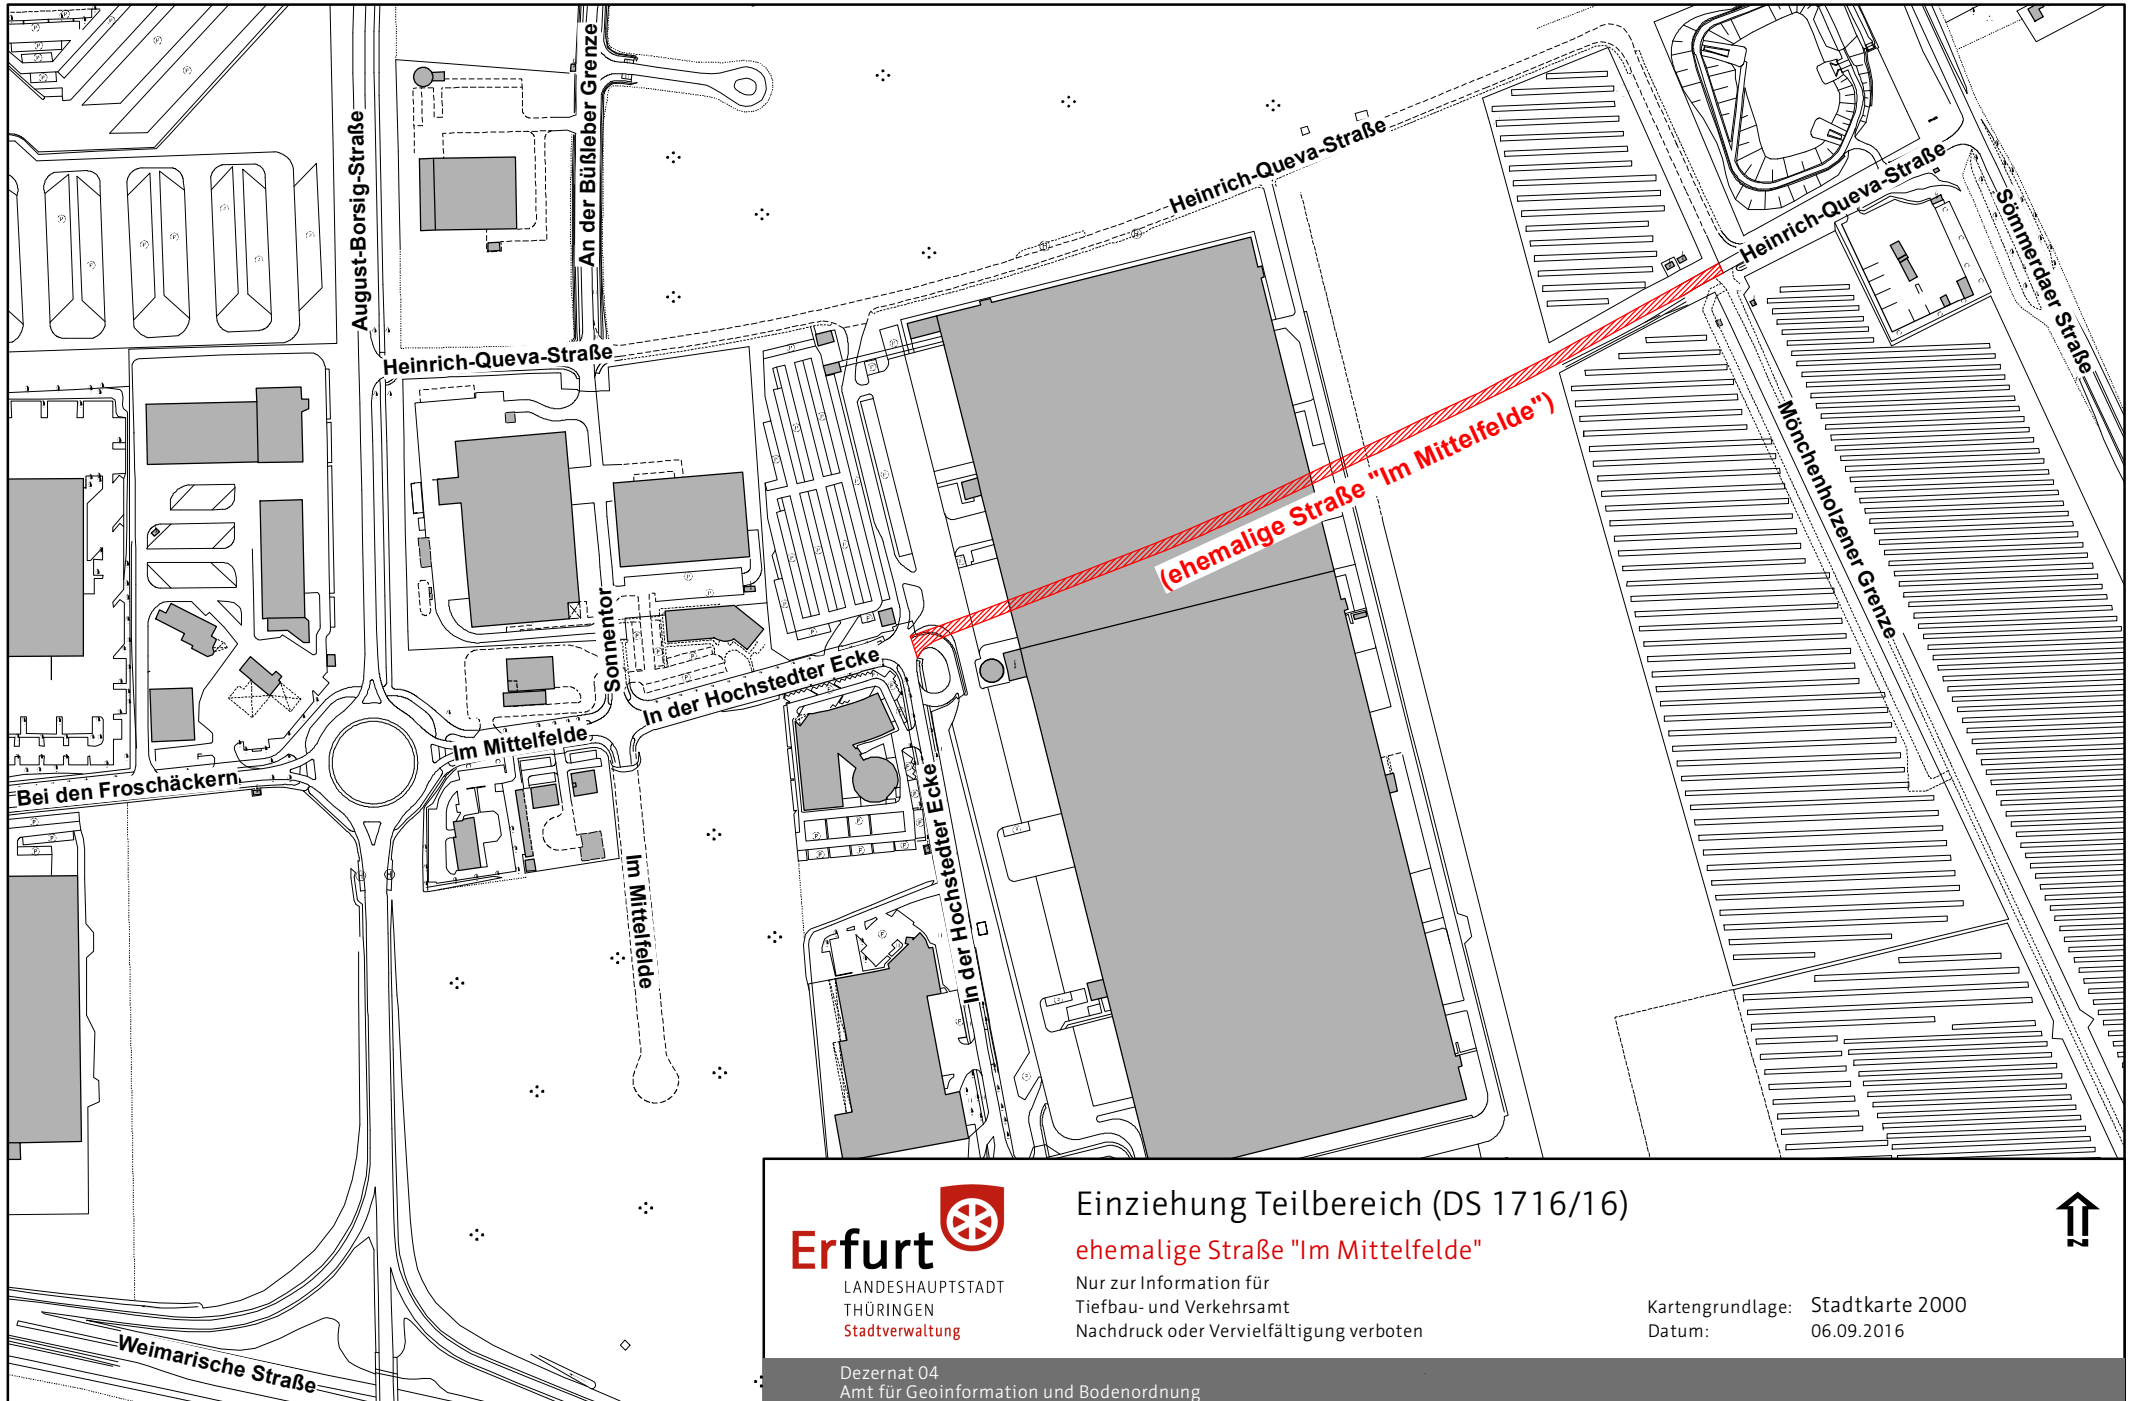 August-Borsig-Straße
An der Büßleber Grenze
Heinrich-Queva-Straße
Heinrich-Queva-Straße
Heinrich-Queva-Straße
Sömmerdaer Straße
Mönchenholzener Grenze
(ehemalige Straße "Im Mittelfelde")
Sonnentor
In der Hochstedter Ecke
Im Mittelfelde
Bei den Froschäckern
Im Mittelfelde
In der Hochstedter Ecke
Weimarische Straße
Erfurt
LANDESHAUPTSTADT
THÜRINGEN
Stadtverwaltung
Einziehung Teilbereich (DS 1716/16)
ehemalige Straße "Im Mittelfelde"
Nur zur Information für
Tiefbau- und Verkehrsamt
Nachdruck oder Vervielfältigung verboten
Kartengrundlage: Stadtkarte 2000
Datum: 06.09.2016
N
Dezernat 04
Amt für Geoinformation und Bodenordnung